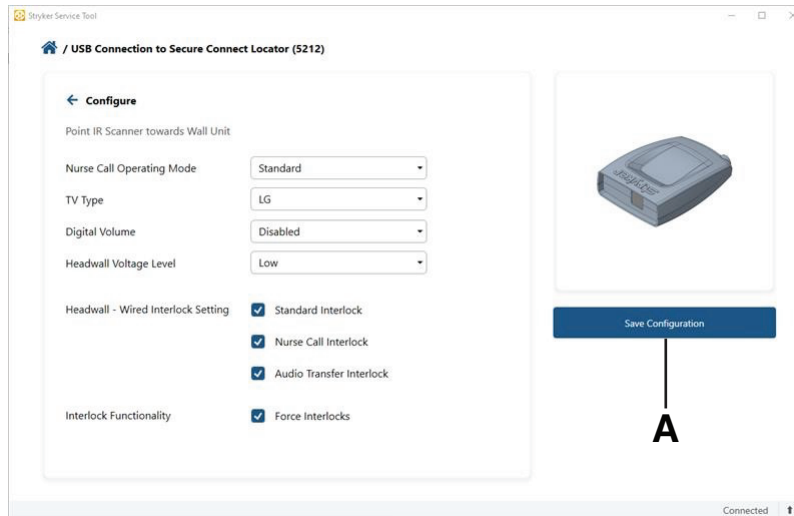 Stryker Service Tool
/ USB Connection to Secure Connect Locator (5212)
Configure
Point IR Scanner towards Wall Unit
Nurse Call Operating Mode Standard
TV Type LG
Digital Volume Disabled
Headwall Voltage Level Low
Headwall - Wired Interlock Setting Standard Interlock
Nurse Call Interlock
Audio Transfer Interlock
Interlock Functionality Force Interlocks
stryker
Save Configuration
A
Connected